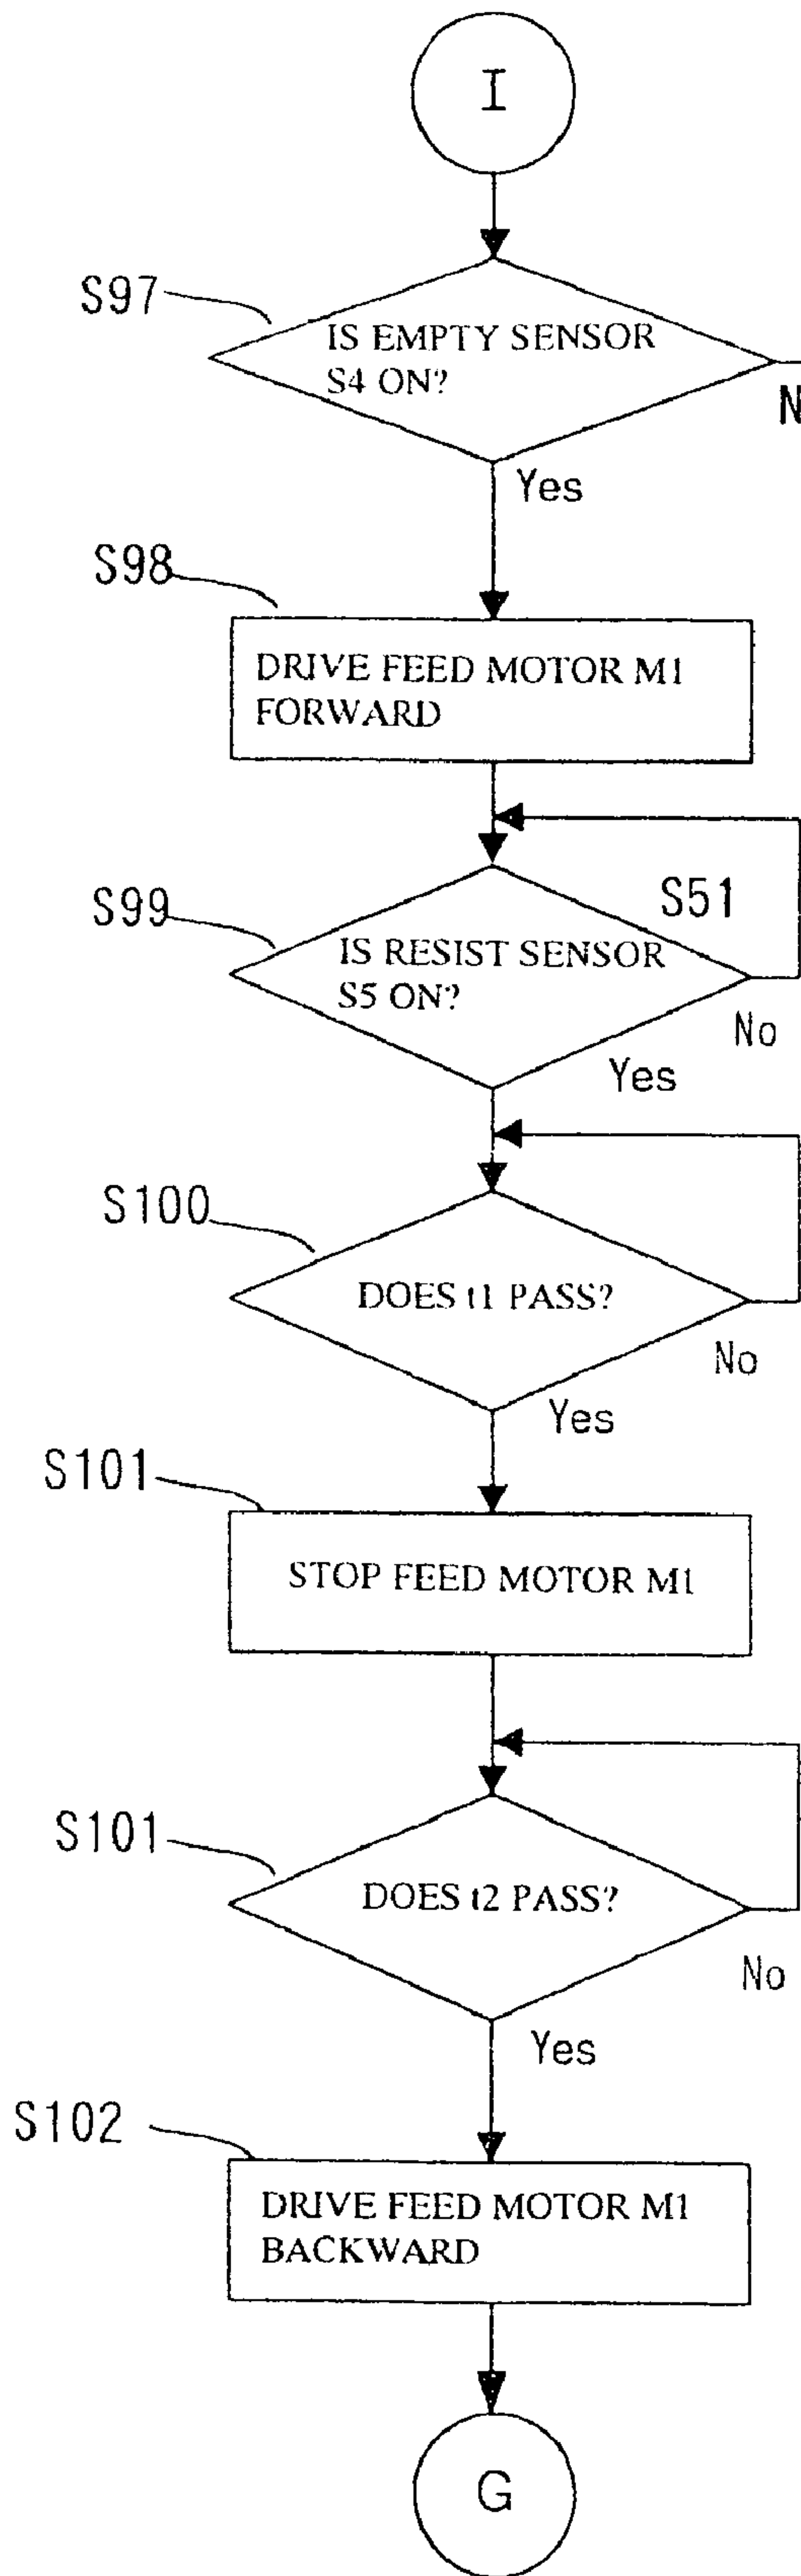 I
S97
IS EMPTY SENSOR
S4 ON?
N
Yes
S98
DRIVE FEED MOTOR M1
FORWARD
S99
S51
IS RESIST SENSOR
S5 ON?
No
Yes
S100
DOES t1 PASS?
No
Yes
S101
STOP FEED MOTOR M1
S101
DOES t2 PASS?
No
Yes
S102
DRIVE FEED MOTOR M1
BACKWARD
G